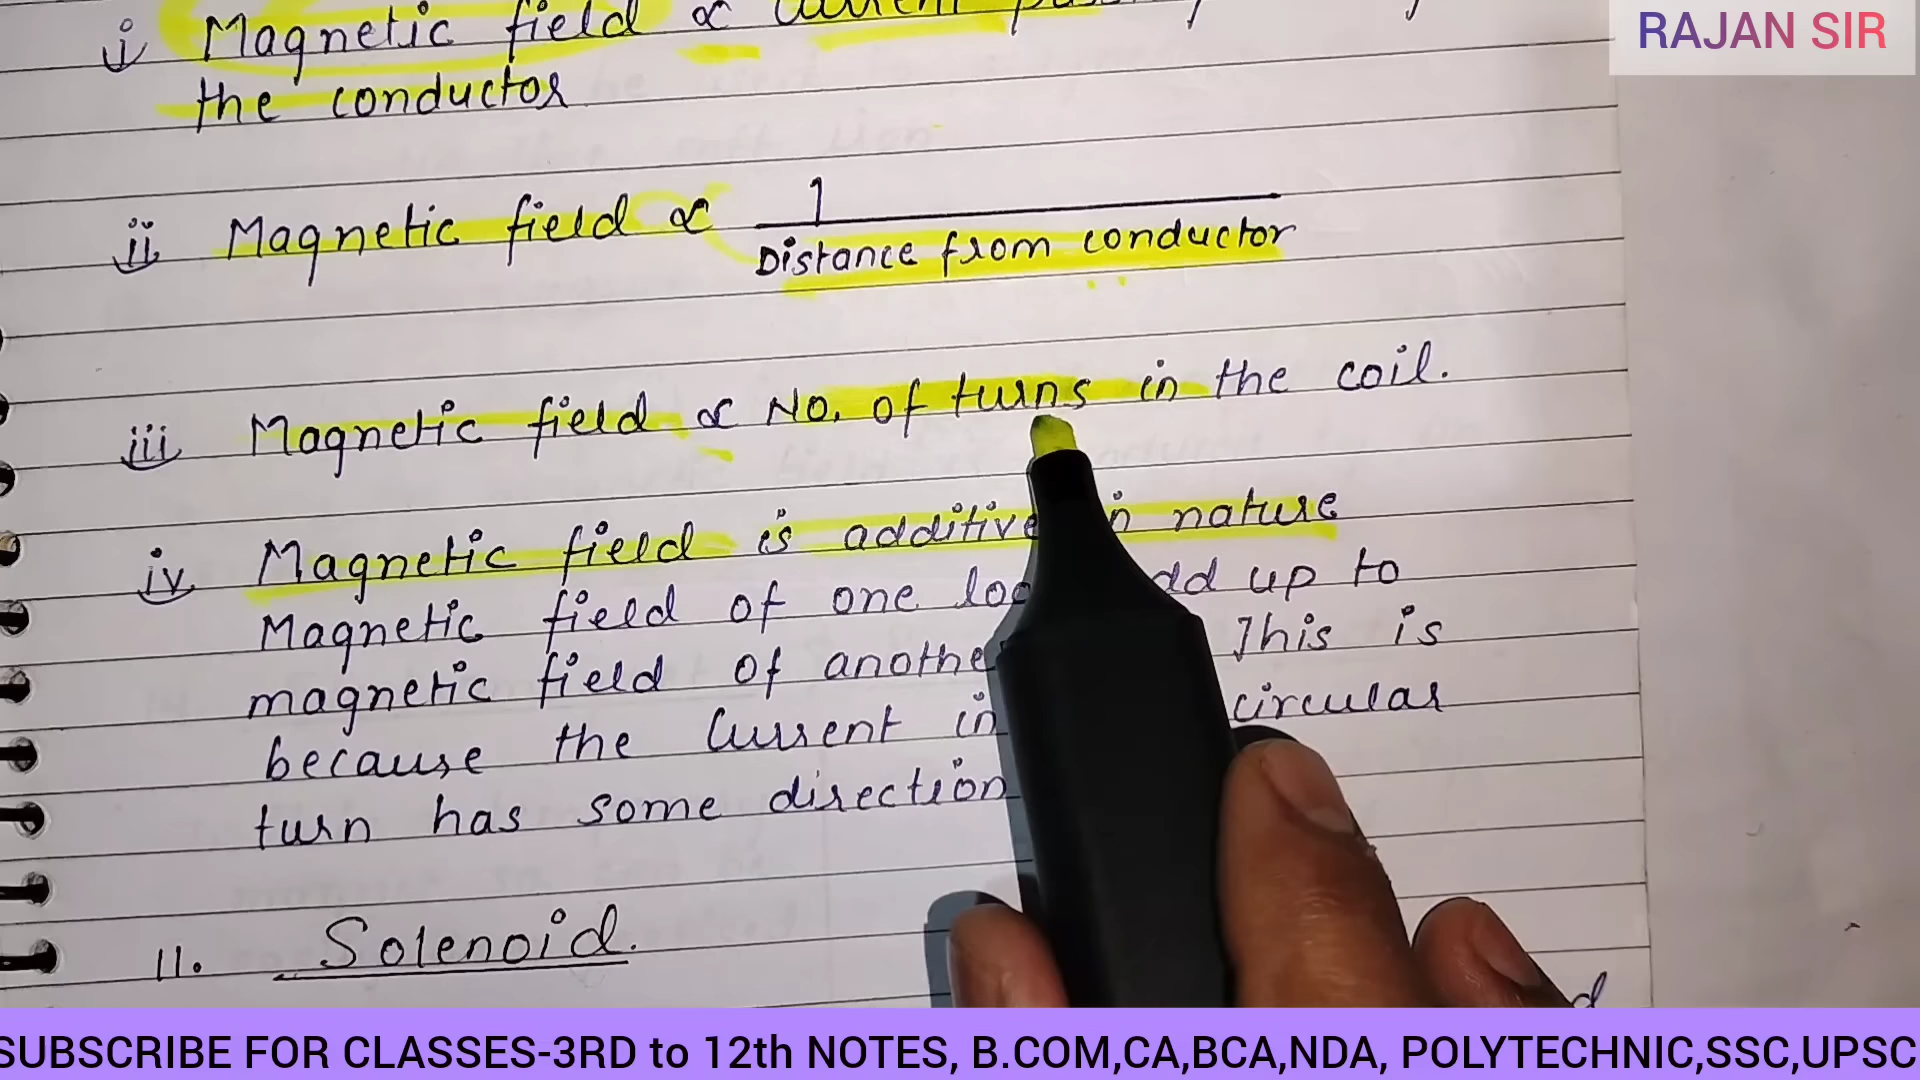 RAJAN SIR
i Magnetic field ∝ current
the conductor
ii Magnetic field ∝ 1
Distance from conductor
iii Magnetic field ∝ No. of turns in the coil.
iv Magnetic field is additive in nature
Magnetic field of one add up to
magnetic field of This is
because the Current in circular
turn has some direction
11. Solenoid.
SUBSCRIBE FOR CLASSES-3RD to 12th NOTES, B.COM,CA,BCA,NDA, POLYTECHNIC,SSC,UPSC